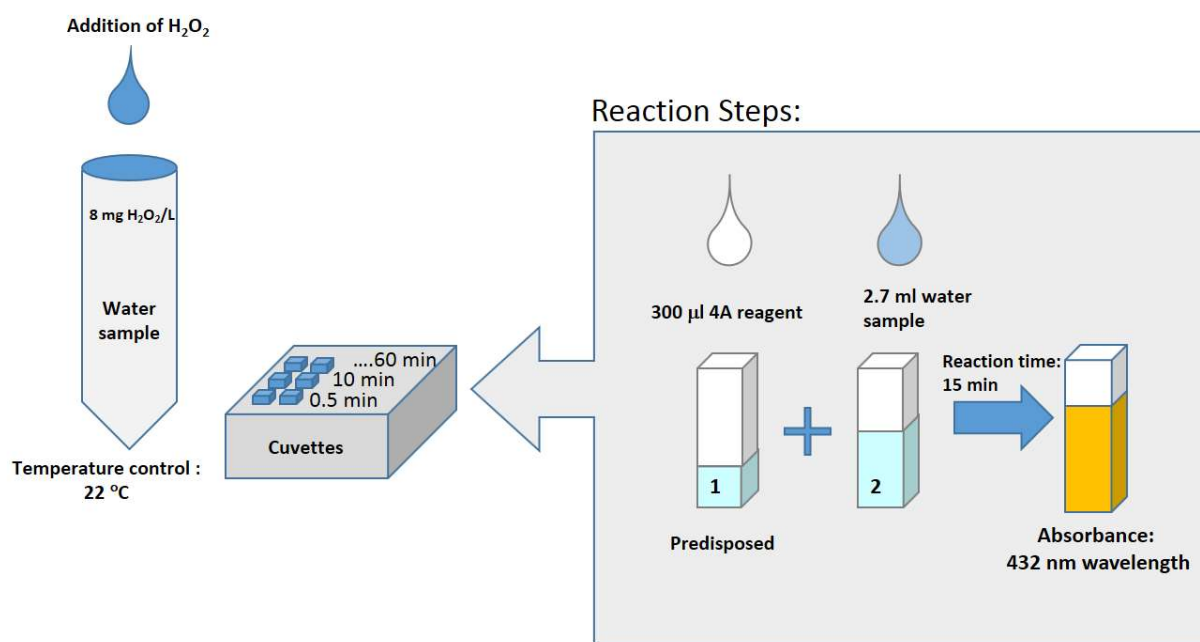 Addition of H₂O₂
8 mg H₂O₂/L
Water
sample
Temperature control :
22 °C
....60 min
10 min
0.5 min
Cuvettes
Reaction Steps:
300 µl 4A reagent
2.7 ml water
sample
Reaction time:
15 min
1
2
Predisposed
Absorbance:
432 nm wavelength